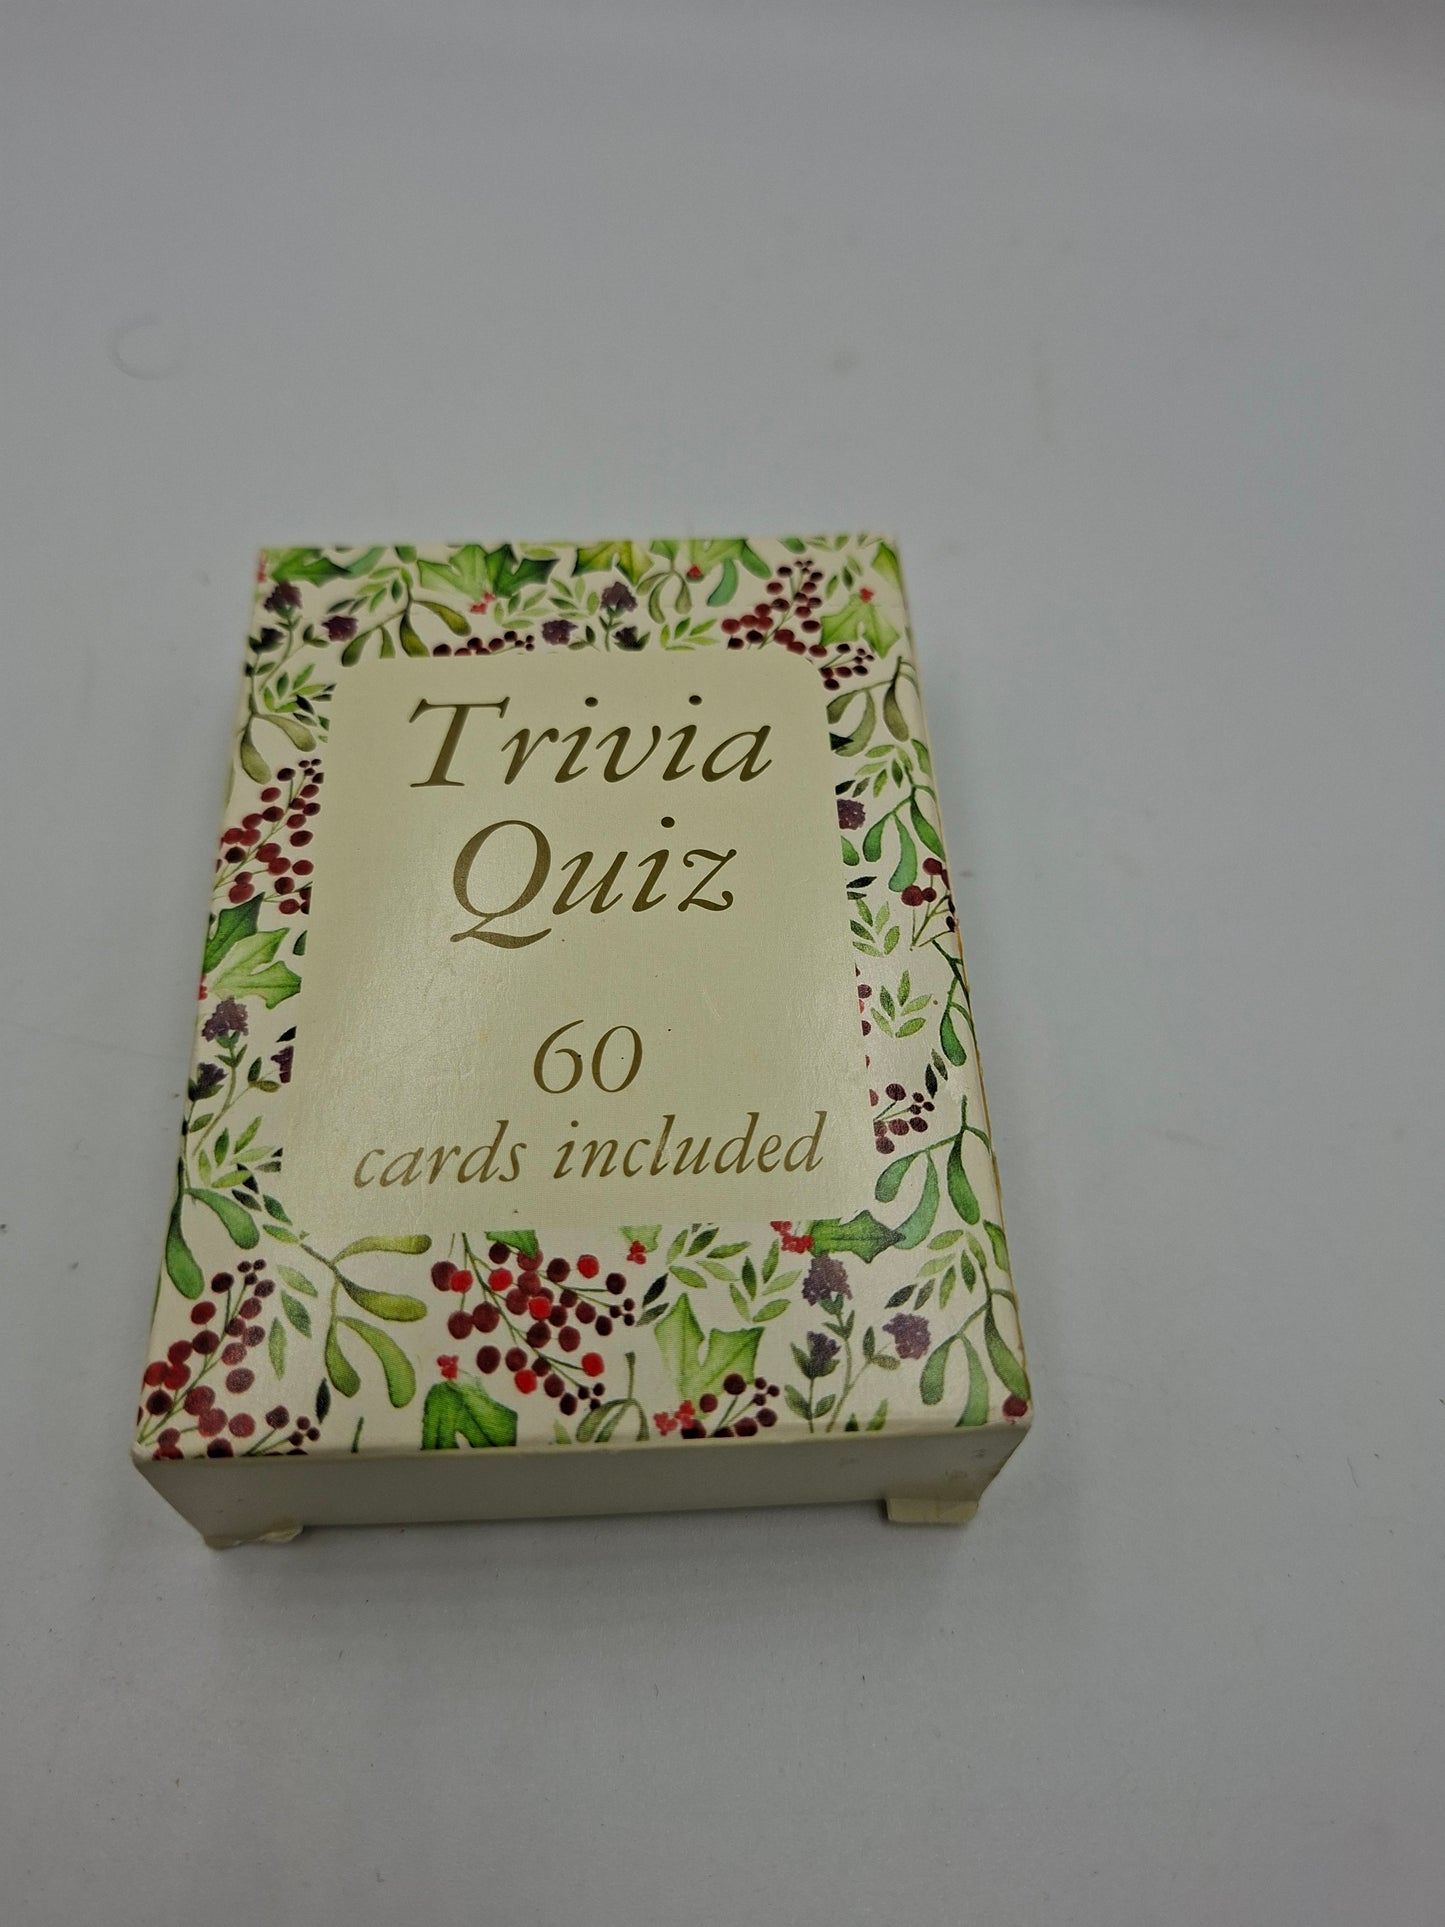 Trivia
Quiz
60
cards included